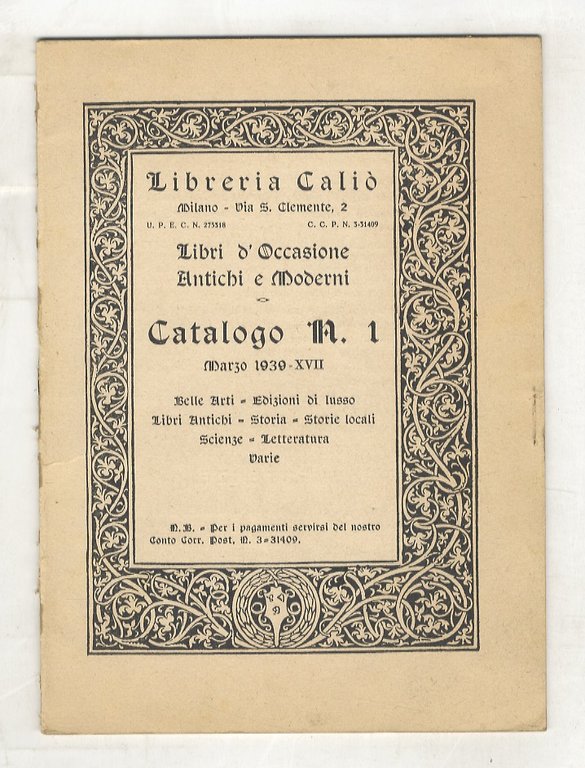 Libreria Caliò
Milano - Via S. Clemente, 2
U. P. E. C. N. 275318 C. C. P. N. 3-31409
Libri d'Occasione
Antichi e Moderni
Catalogo N. 1
Marzo 1939-XVII
Belle Arti - Edizioni di lusso
Libri Antichi - Storia - Storie locali
Scienze - Letteratura
Varie
N.B. - Per i pagamenti servirsi del nostro
Conto Corr. Post, N. 3-31409.